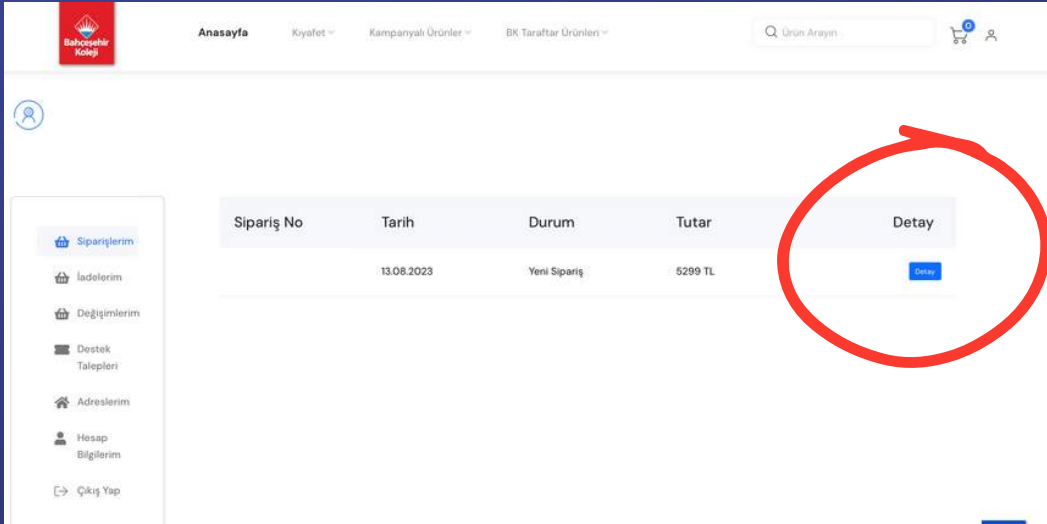 Bahçeşehir
Koleji
Anasayfa
Kıyafet
Kampanyalı Ürünler
BK Taraftar Ürünleri
Ürün Arayın
0
Sipariş No
Tarih
Durum
Tutar
Detay
13.08.2023
Yeni Sipariş
5299 TL
Detay
Siparişlerim
İadelerim
Değişimlerim
Destek
Talepleri
Adreslerim
Hesap
Bilgilerim
Çıkış Yap